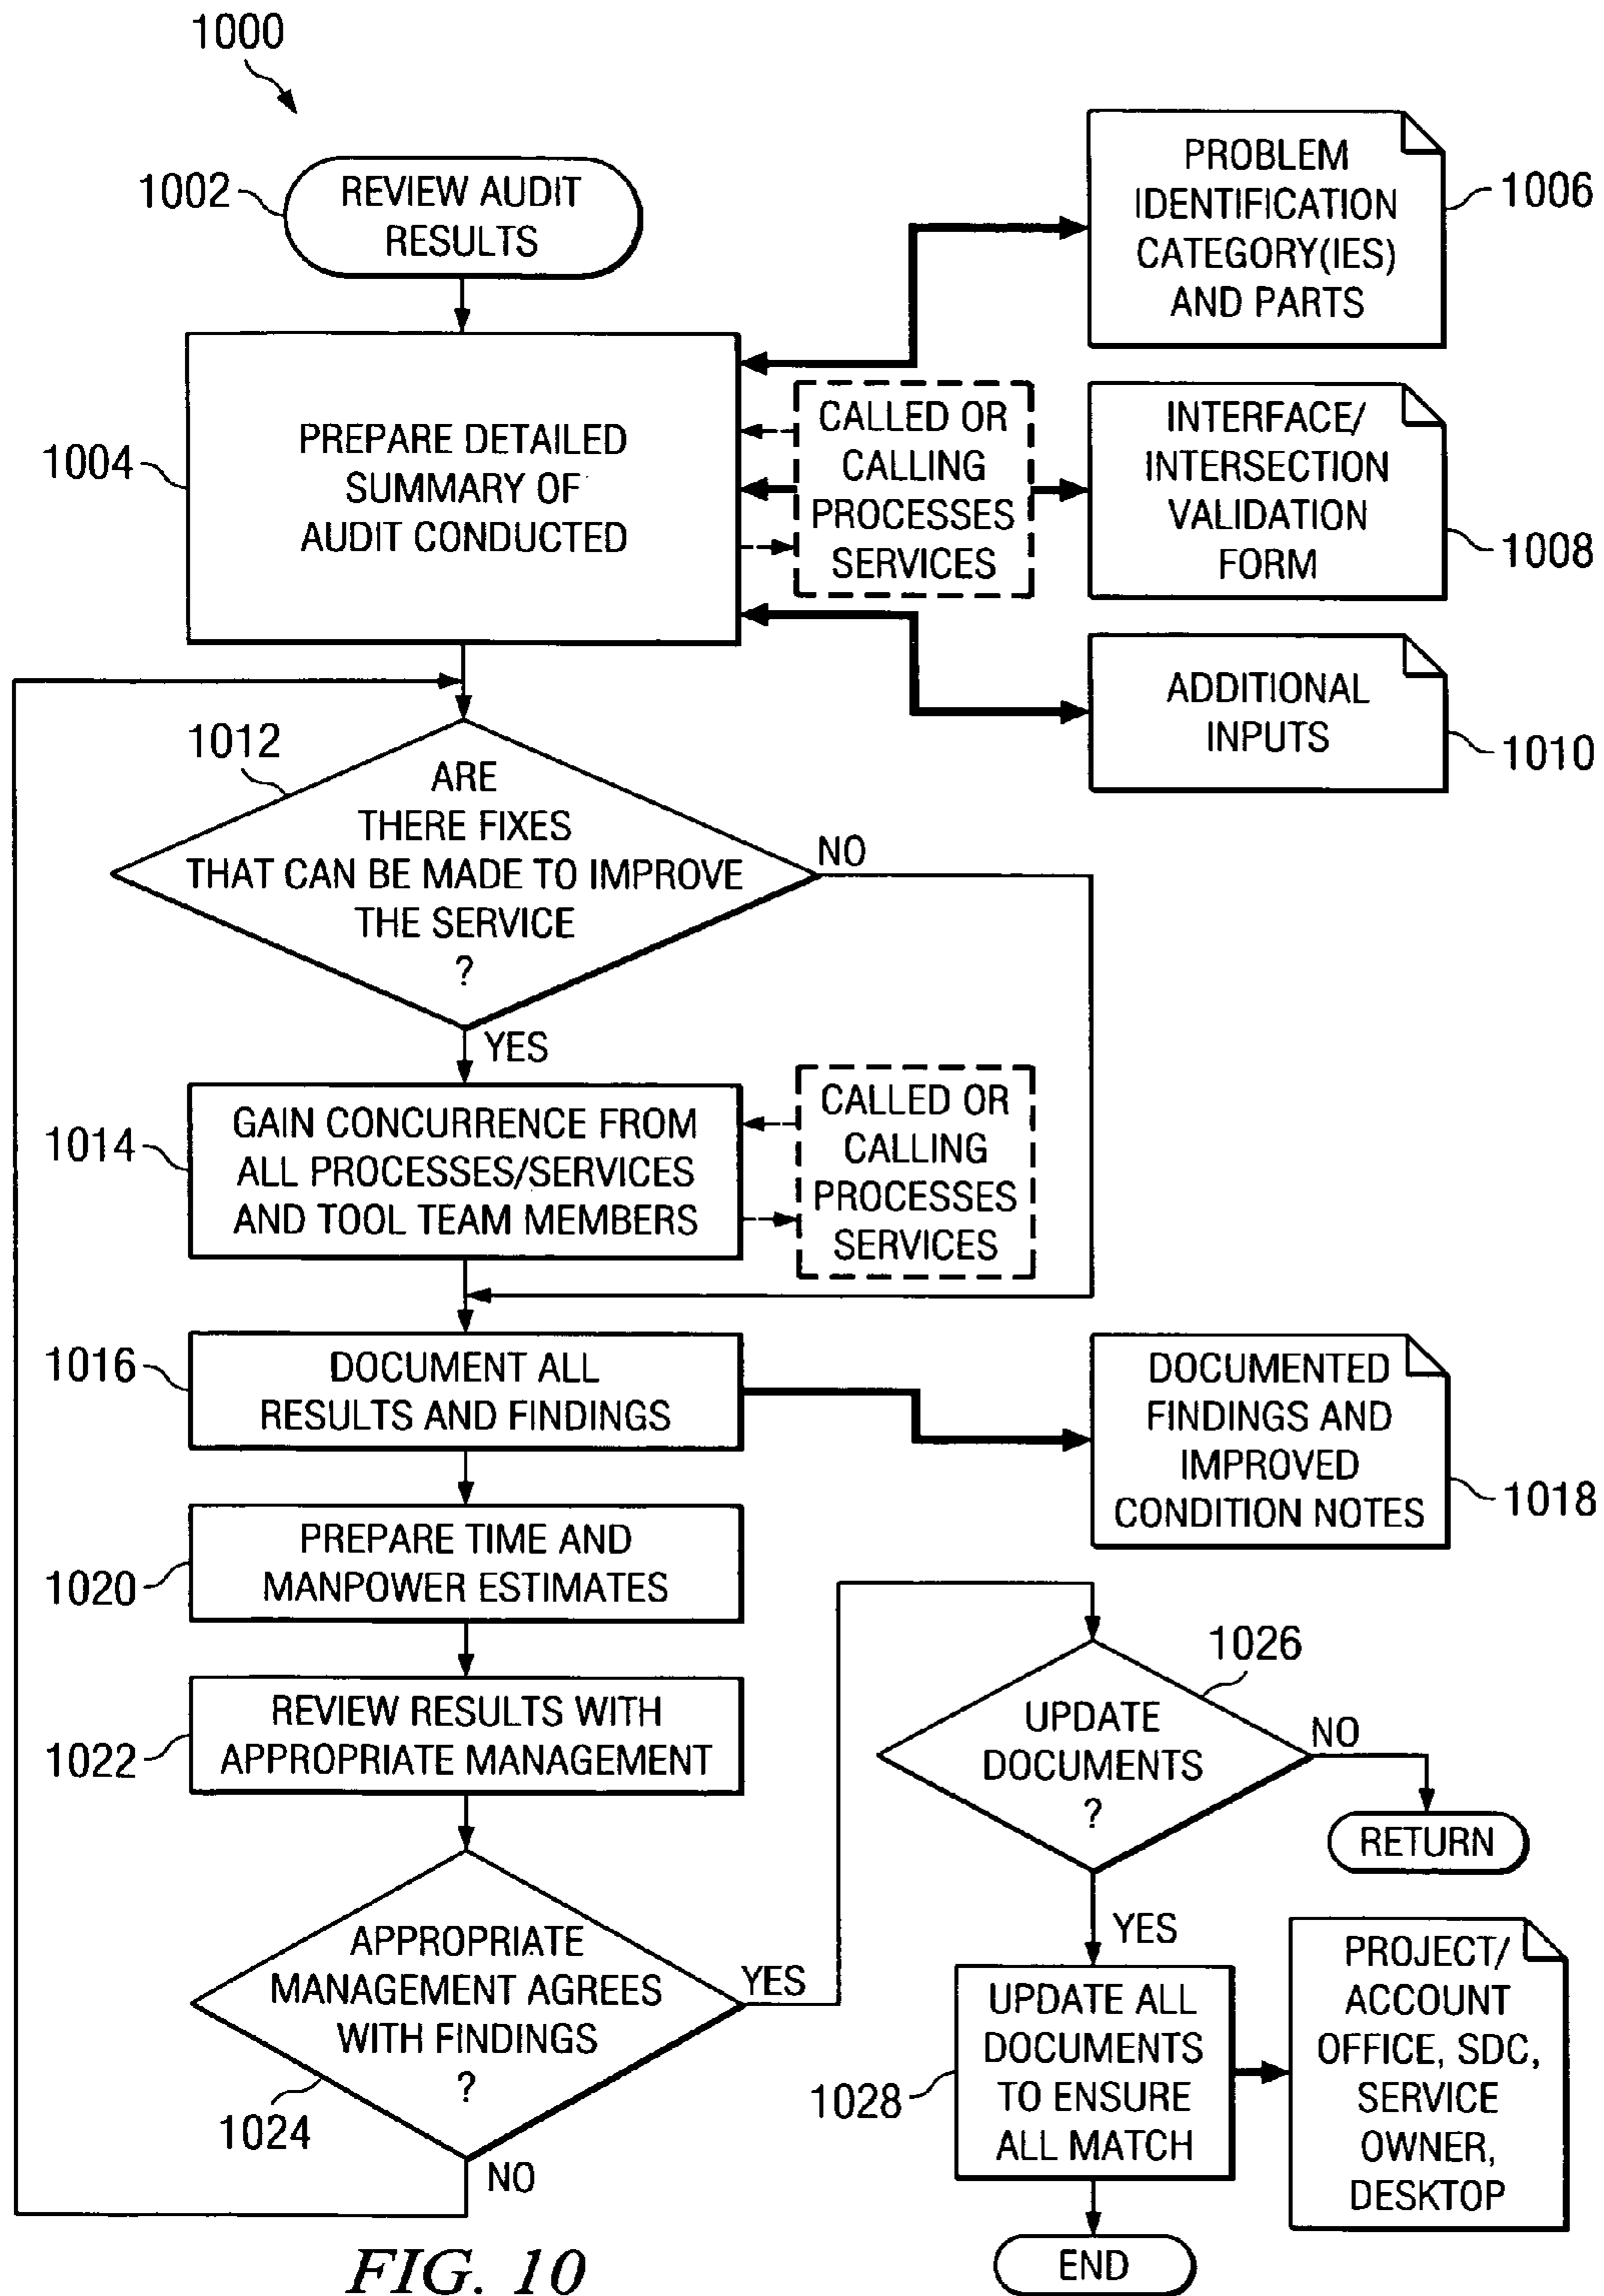 1000
1002
REVIEW AUDIT
RESULTS
PROBLEM
IDENTIFICATION
CATEGORY(IES)
AND PARTS
1006
1004
PREPARE DETAILED
SUMMARY OF
AUDIT CONDUCTED
CALLED OR
CALLING
PROCESSES
SERVICES
INTERFACE/
INTERSECTION
VALIDATION
FORM
1008
ADDITIONAL
INPUTS
1010
1012
ARE
THERE FIXES
THAT CAN BE MADE TO IMPROVE
THE SERVICE
?
NO
YES
1014
GAIN CONCURRENCE FROM
ALL PROCESSES/SERVICES
AND TOOL TEAM MEMBERS
CALLED OR
CALLING
PROCESSES
SERVICES
1016
DOCUMENT ALL
RESULTS AND FINDINGS
DOCUMENTED
FINDINGS AND
IMPROVED
CONDITION NOTES
1018
1020
PREPARE TIME AND
MANPOWER ESTIMATES
1022
REVIEW RESULTS WITH
APPROPRIATE MANAGEMENT
1024
APPROPRIATE
MANAGEMENT AGREES
WITH FINDINGS
?
YES
NO
1026
UPDATE
DOCUMENTS
?
NO
RETURN
YES
1028
UPDATE ALL
DOCUMENTS
TO ENSURE
ALL MATCH
PROJECT/
ACCOUNT
OFFICE, SDC,
SERVICE
OWNER,
DESKTOP
END
FIG. 10